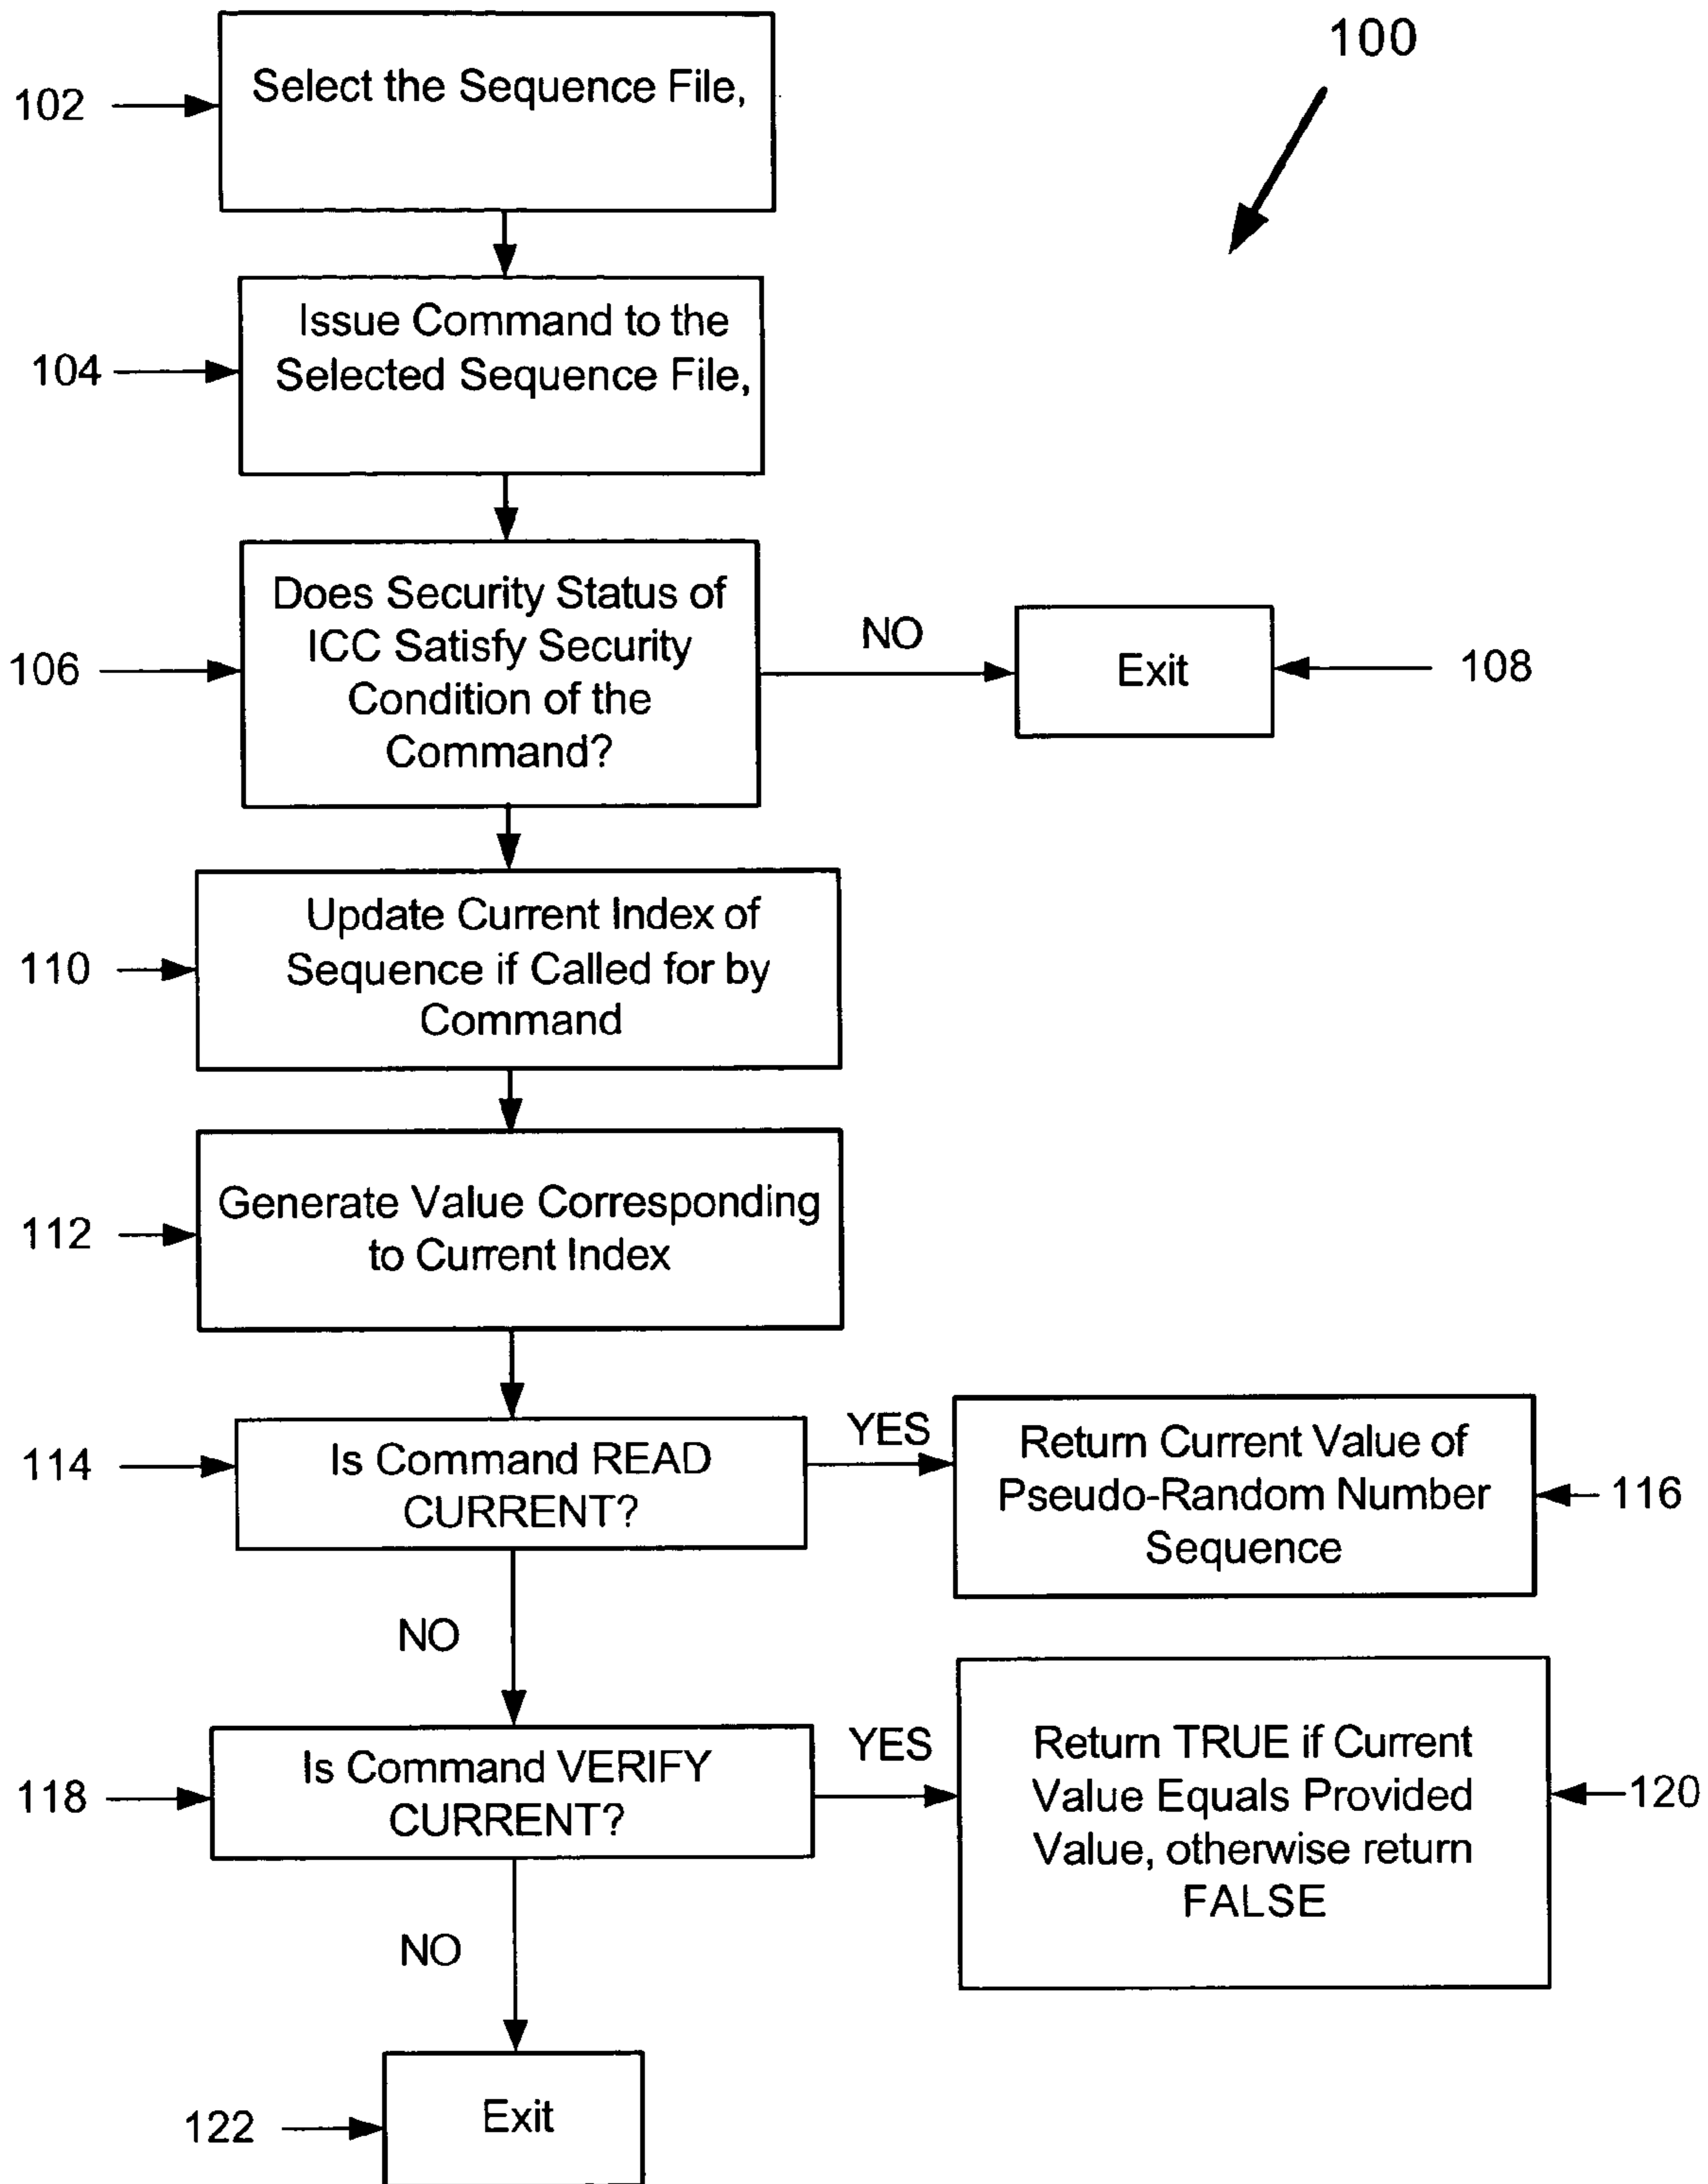 100
102
Select the Sequence File,
104
Issue Command to the
Selected Sequence File,
106
Does Security Status of
ICC Satisfy Security
Condition of the
Command?
NO
Exit
108
110
Update Current Index of
Sequence if Called for by
Command
112
Generate Value Corresponding
to Current Index
114
Is Command READ
CURRENT?
YES
Return Current Value of
Pseudo-Random Number
Sequence
116
NO
118
Is Command VERIFY
CURRENT?
YES
Return TRUE if Current
Value Equals Provided
Value, otherwise return
FALSE
120
NO
122
Exit